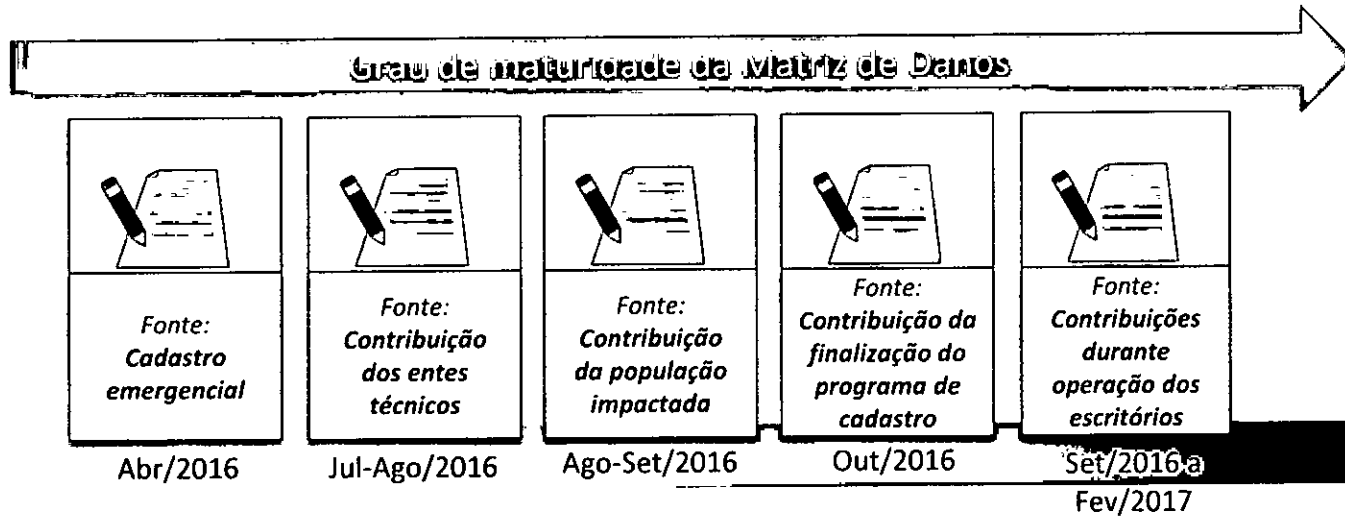 Grau de maturidade da Matriz de Danos
Fonte:
Cadastro
emergencial
Abr/2016
Fonte:
Contribuição
dos entes
técnicos
Jul-Ago/2016
Fonte:
Contribuição
da população
impactada
Ago-Set/2016
Fonte:
Contribuição da
finalização do
programa de
cadastro
Out/2016
Fonte:
Contribuições
durante
operação dos
escritórios
Set/2016 a
Fev/2017